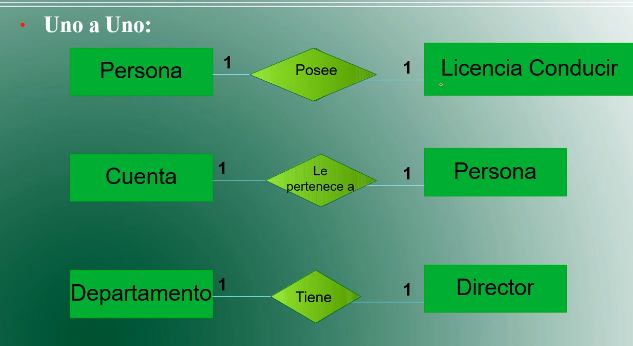 • Uno a Uno:
Persona 1 Posee 1 Licencia Conducir
Cuenta 1 Le pertenece a 1 Persona
Departamento 1 Tiene 1 Director